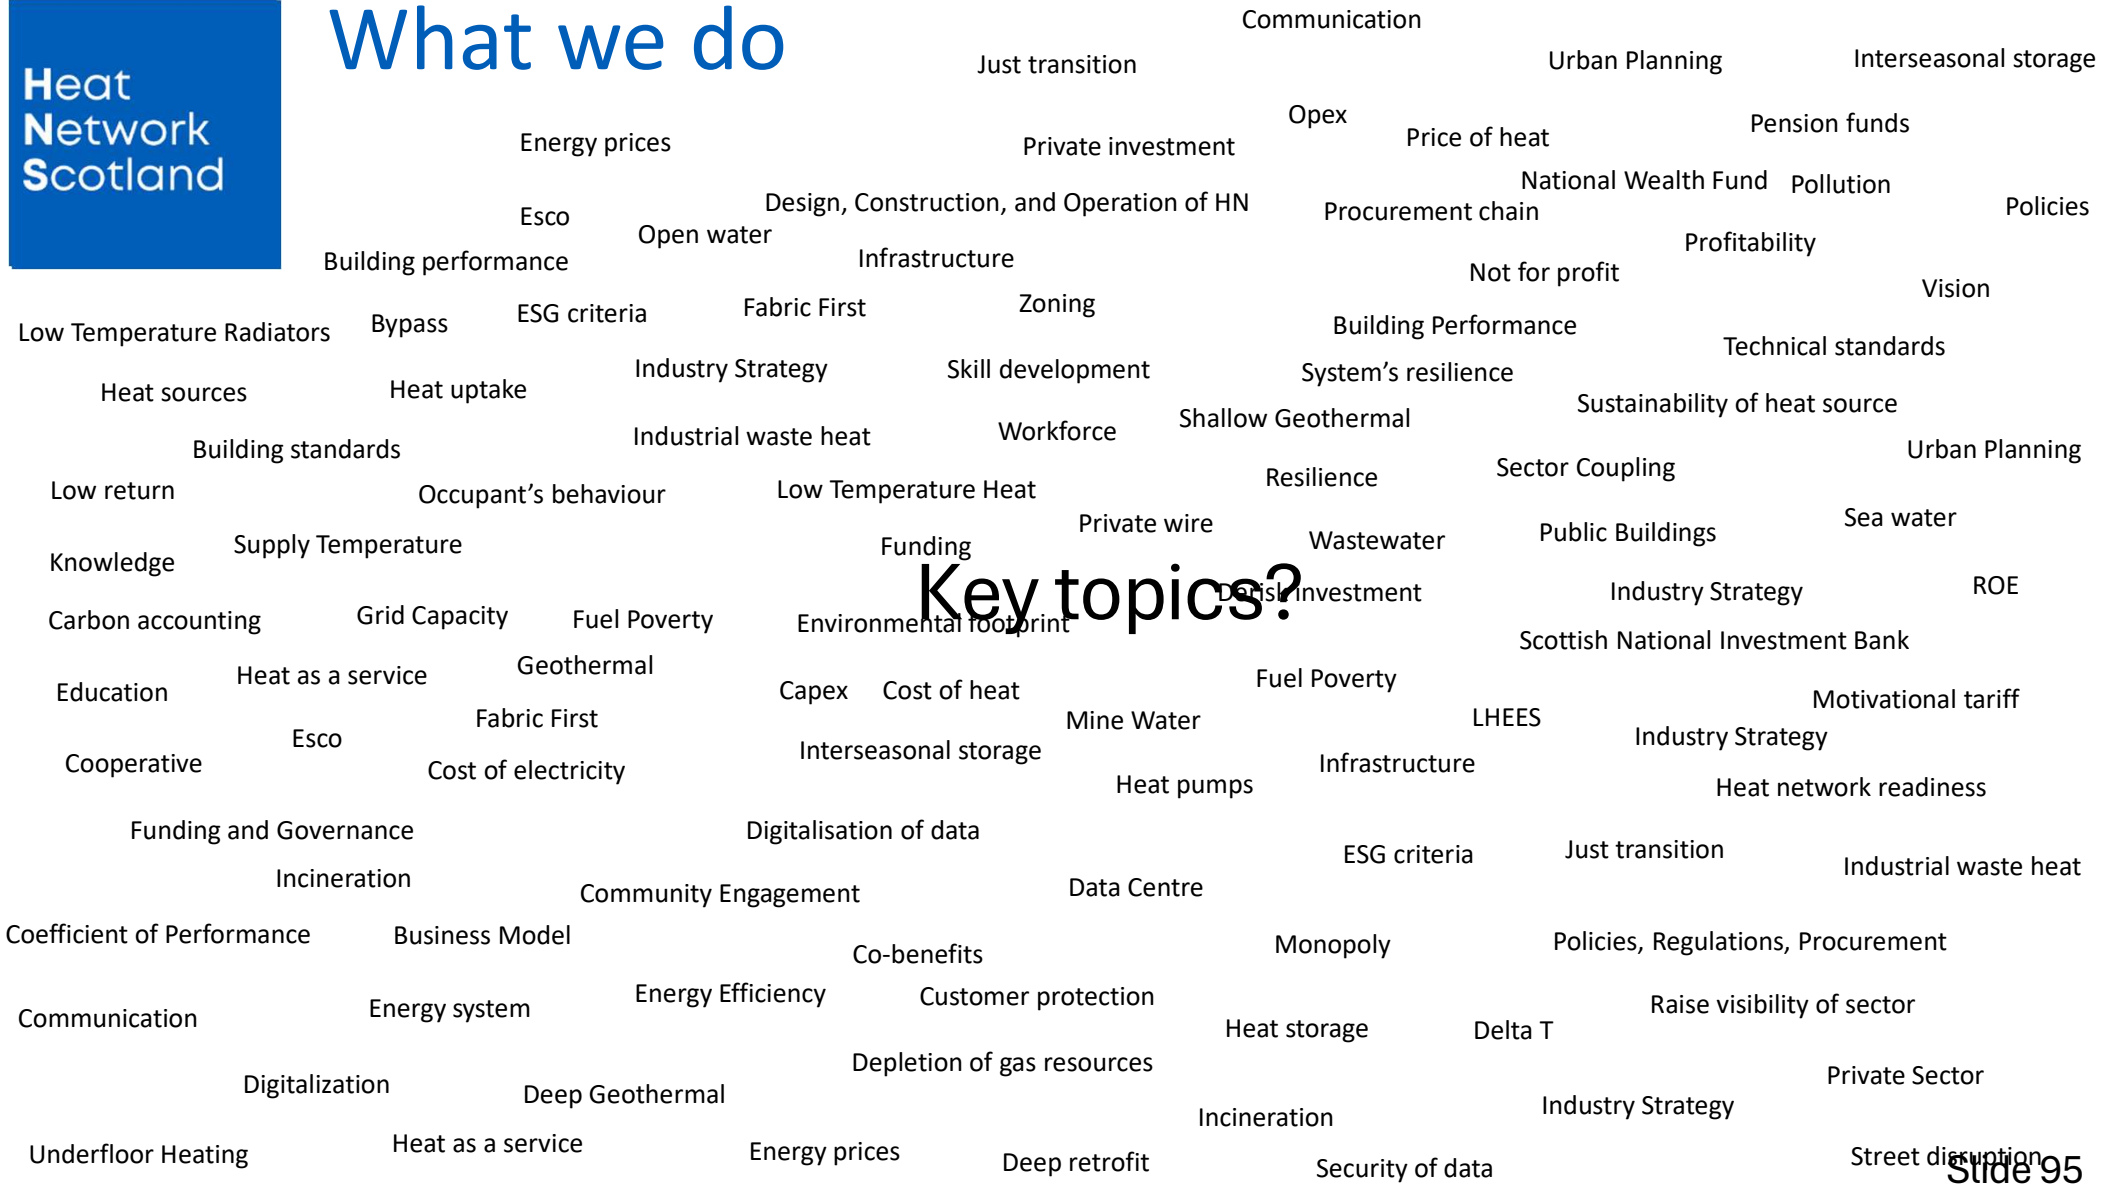 What we do
Heat
Network
Scotland
Communication
Just transition
Urban Planning
Interseasonal storage
Opex
Pension funds
Energy prices
Private investment
Price of heat
National Wealth Fund
Pollution
Design, Construction, and Operation of HN
Procurement chain
Policies
Esco
Open water
Profitability
Building performance
Infrastructure
Not for profit
Vision
Low Temperature Radiators
Bypass
ESG criteria
Fabric First
Zoning
Building Performance
Technical standards
Industry Strategy
Skill development
System’s resilience
Heat sources
Heat uptake
Sustainability of heat source
Shallow Geothermal
Industrial waste heat
Workforce
Building standards
Urban Planning
Resilience
Sector Coupling
Low return
Occupant’s behaviour
Low Temperature Heat
Private wire
Sea water
Supply Temperature
Funding
Wastewater
Public Buildings
Knowledge
Key topics?
Derisk investment
Industry Strategy
ROE
Carbon accounting
Grid Capacity
Fuel Poverty
Environmental footprint
Scottish National Investment Bank
Geothermal
Heat as a service
Fuel Poverty
Education
Capex
Cost of heat
Motivational tariff
Fabric First
Mine Water
LHEES
Esco
Industry Strategy
Interseasonal storage
Cooperative
Cost of electricity
Infrastructure
Heat pumps
Heat network readiness
Funding and Governance
Digitalisation of data
ESG criteria
Just transition
Industrial waste heat
Incineration
Community Engagement
Data Centre
Coefficient of Performance
Business Model
Co-benefits
Monopoly
Policies, Regulations, Procurement
Energy Efficiency
Customer protection
Communication
Energy system
Raise visibility of sector
Heat storage
Delta T
Depletion of gas resources
Private Sector
Digitalization
Deep Geothermal
Incineration
Industry Strategy
Underfloor Heating
Heat as a service
Energy prices
Deep retrofit
Security of data
Street disruption
Slide 95